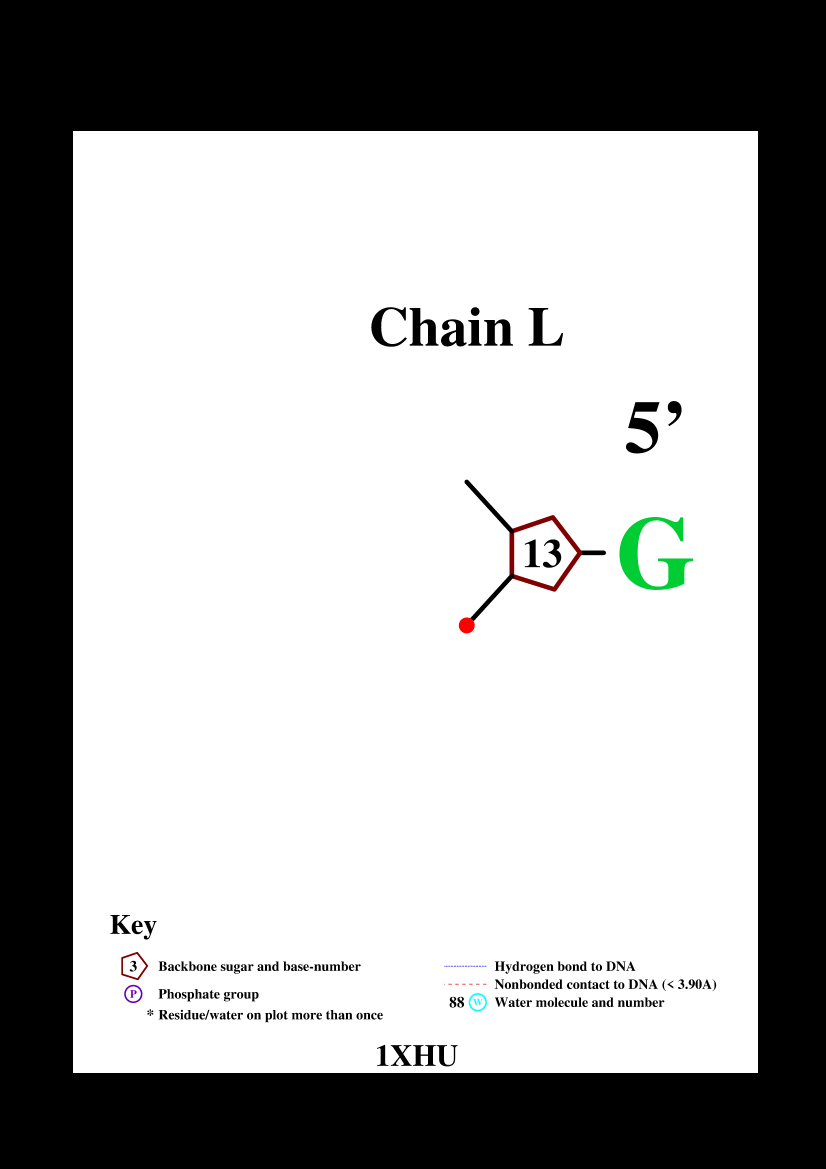 Chain L
5’
13
G
Key
3 Backbone sugar and base-number
P Phosphate group
* Residue/water on plot more than once
Hydrogen bond to DNA
Nonbonded contact to DNA (< 3.90A)
88 W Water molecule and number
1XHU